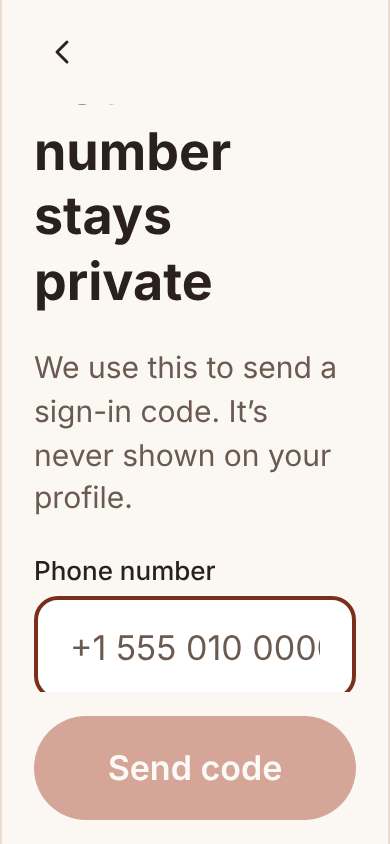 number
stays
private
We use this to send a
sign-in code. It’s
never shown on your
profile.
Phone number
+1 555 010 000
Send code